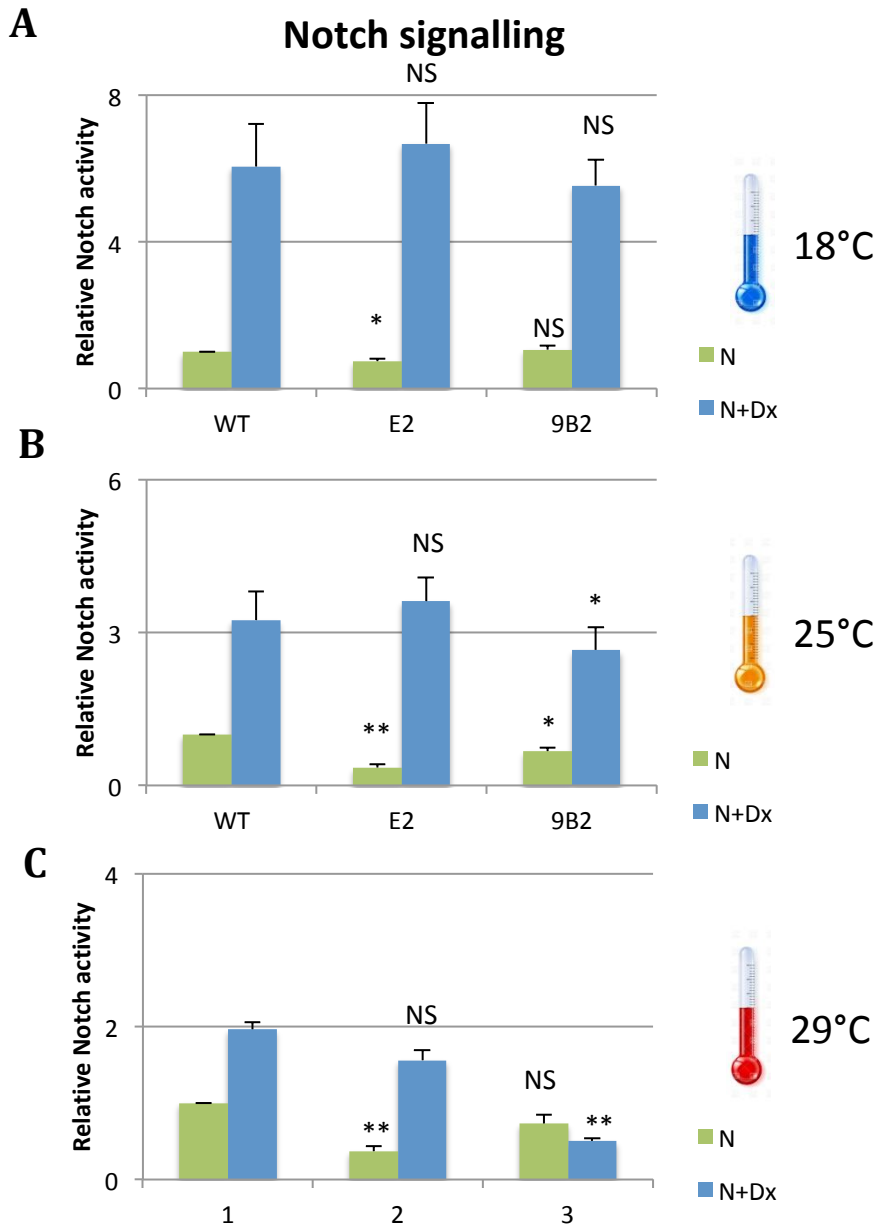 A
Notch signalling
NS
8
NS
Relative Notch activity
18°C
4
*
NS
N
0
N+Dx
WT E2 9B2
B
6
NS
Relative Notch activity
*
25°C
3
** *
N
0
N+Dx
WT E2 9B2
C
4
Relative Notch activity
NS
29°C
2
NS
** **
N
0
N+Dx
1 2 3